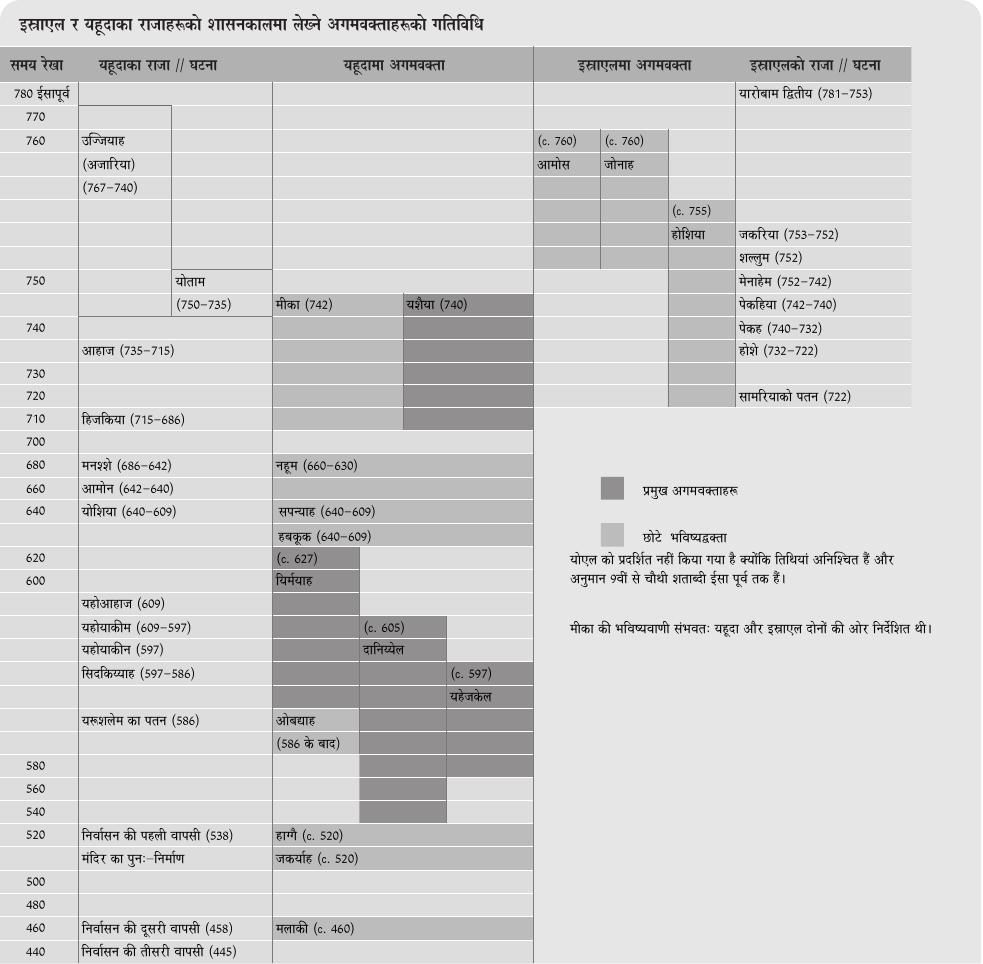 इस्राएल र यहूदाका राजाहरूको शासनकालमा लेख्ने अगमवक्ताहरूको गतिविधि
समय रेखा यहूदाका राजा // घटना यहूदामा अगमवक्ता इस्राएलमा अगमवक्ता इस्राएलको राजा // घटना
780 ईसापूर्व यारोबाम द्वितीय (781–753)
770
760 उज्जियाह (c. 760) (c. 760)
(अजारिया) आमोस जोनाह
(767–740)
(c. 755)
होशिया जकरिया (753–752)
शल्लुम (752)
750 योताम मेनाहेम (752–742)
(750–735) मीका (742) यशैया (740) पेकहिया (742–740)
740 पेकह (740–732)
आहाज (735–715) होशे (732–722)
730
720 सामरियाको पतन (722)
710 हिजकिया (715–686)
700
680 मनश्शे (686–642) नहूम (660–630)
660 आमोन (642–640)
640 योशिया (640–609) सपन्याह (640–609)
हबकूक (640–609)
620 (c. 627)
600 यिर्मयाह
यहोआहाज (609)
यहोयाकीम (609–597) (c. 605)
यहोयाकीन (597) दानिय्येल
सिदकिय्याह (597–586) (c. 597)
यहेजकेल
यरूशलेम का पतन (586) ओबद्याह
(586 के बाद)
580
560
540
520 निर्वासन की पहली वापसी (538) हाग्गै (c. 520)
मंदिर का पुनः–निर्माण जकर्याह (c. 520)
500
480
460 निर्वासन की दूसरी वापसी (458) मलाकी (c. 460)
440 निर्वासन की तीसरी वापसी (445)
प्रमुख अगमवक्ताहरू
छोटे भविष्यद्वक्ता
योएल को प्रदर्शित नहीं किया गया है क्योंकि तिथियां अनिश्चित हैं और
अनुमान ९वीं से चौथी शताब्दी ईसा पूर्व तक हैं।
मीका की भविष्यवाणी संभवतः यहूदा और इस्राएल दोनों की ओर निर्देशित थी।